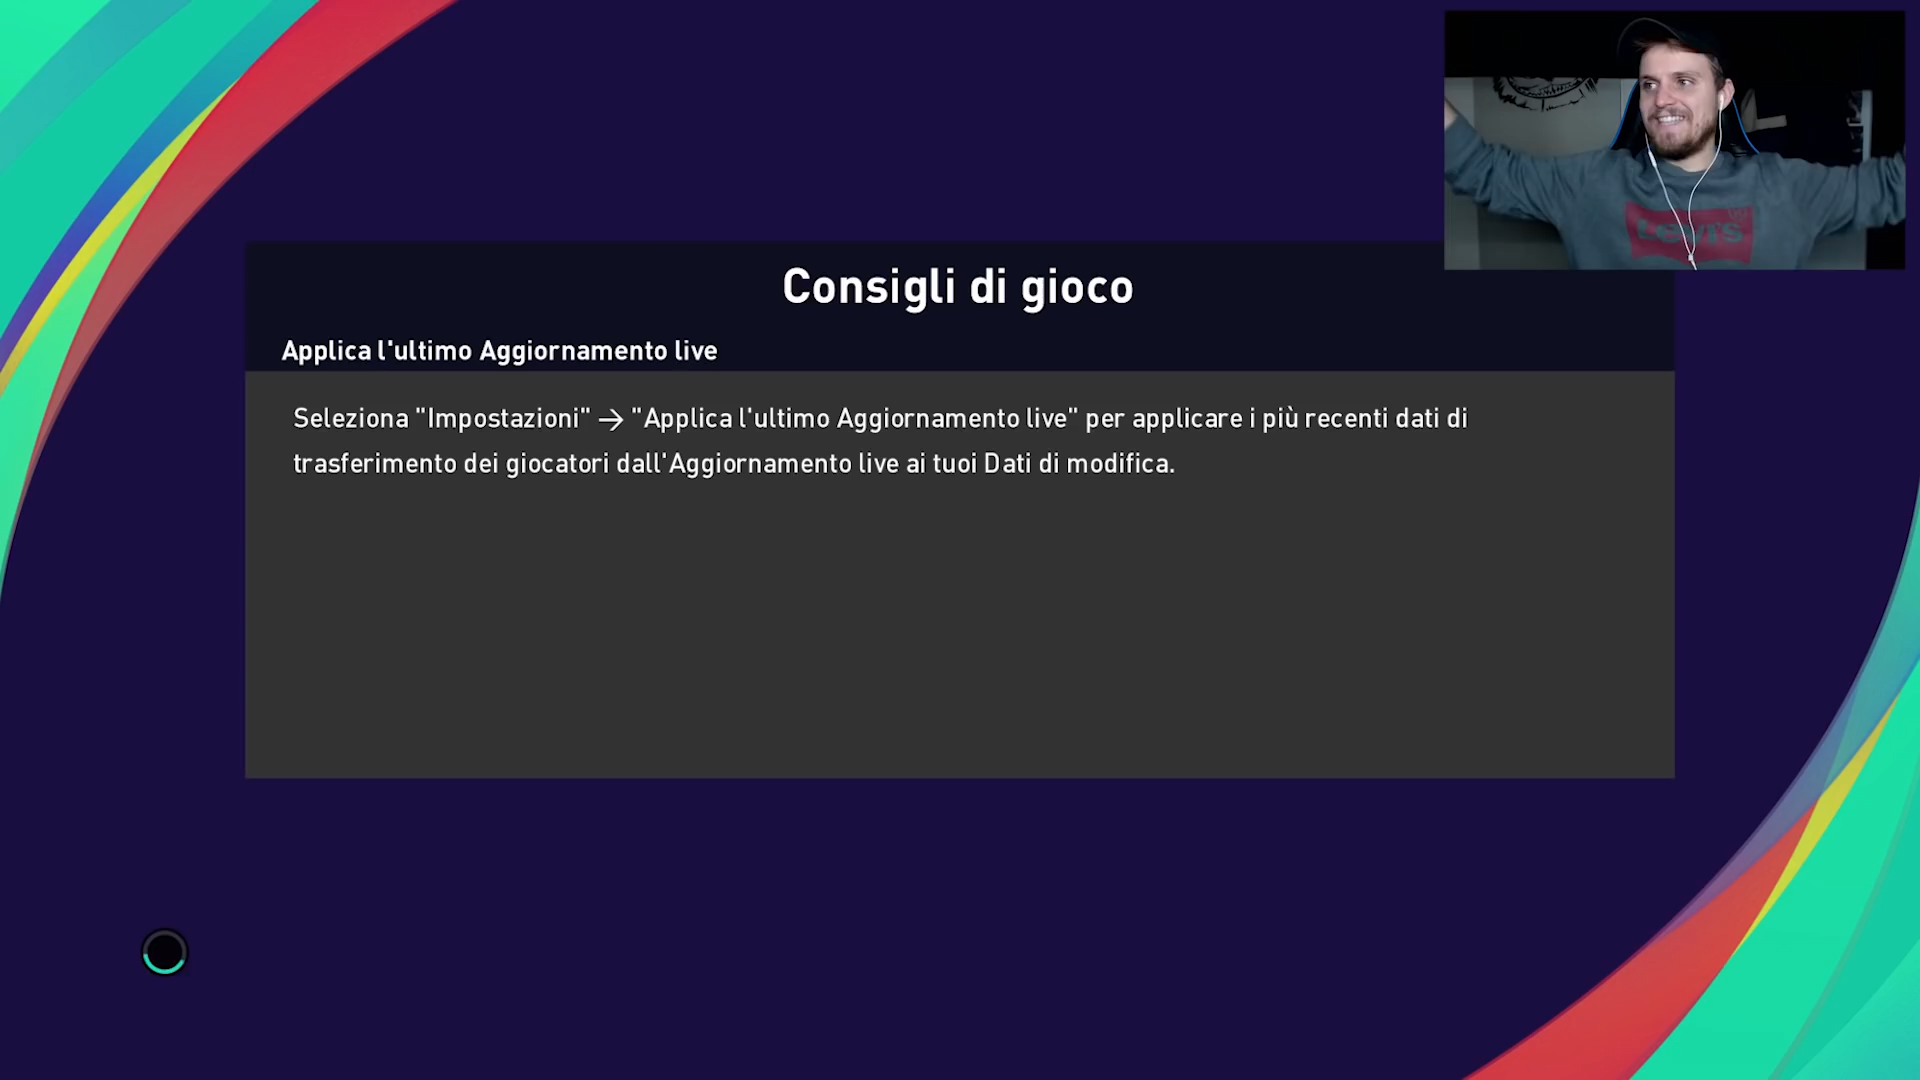 Consigli di gioco
Applica l'ultimo Aggiornamento live
Seleziona "Impostazioni" → "Applica l'ultimo Aggiornamento live" per applicare i più recenti dati di
trasferimento dei giocatori dall'Aggiornamento live ai tuoi Dati di modifica.
Levi's